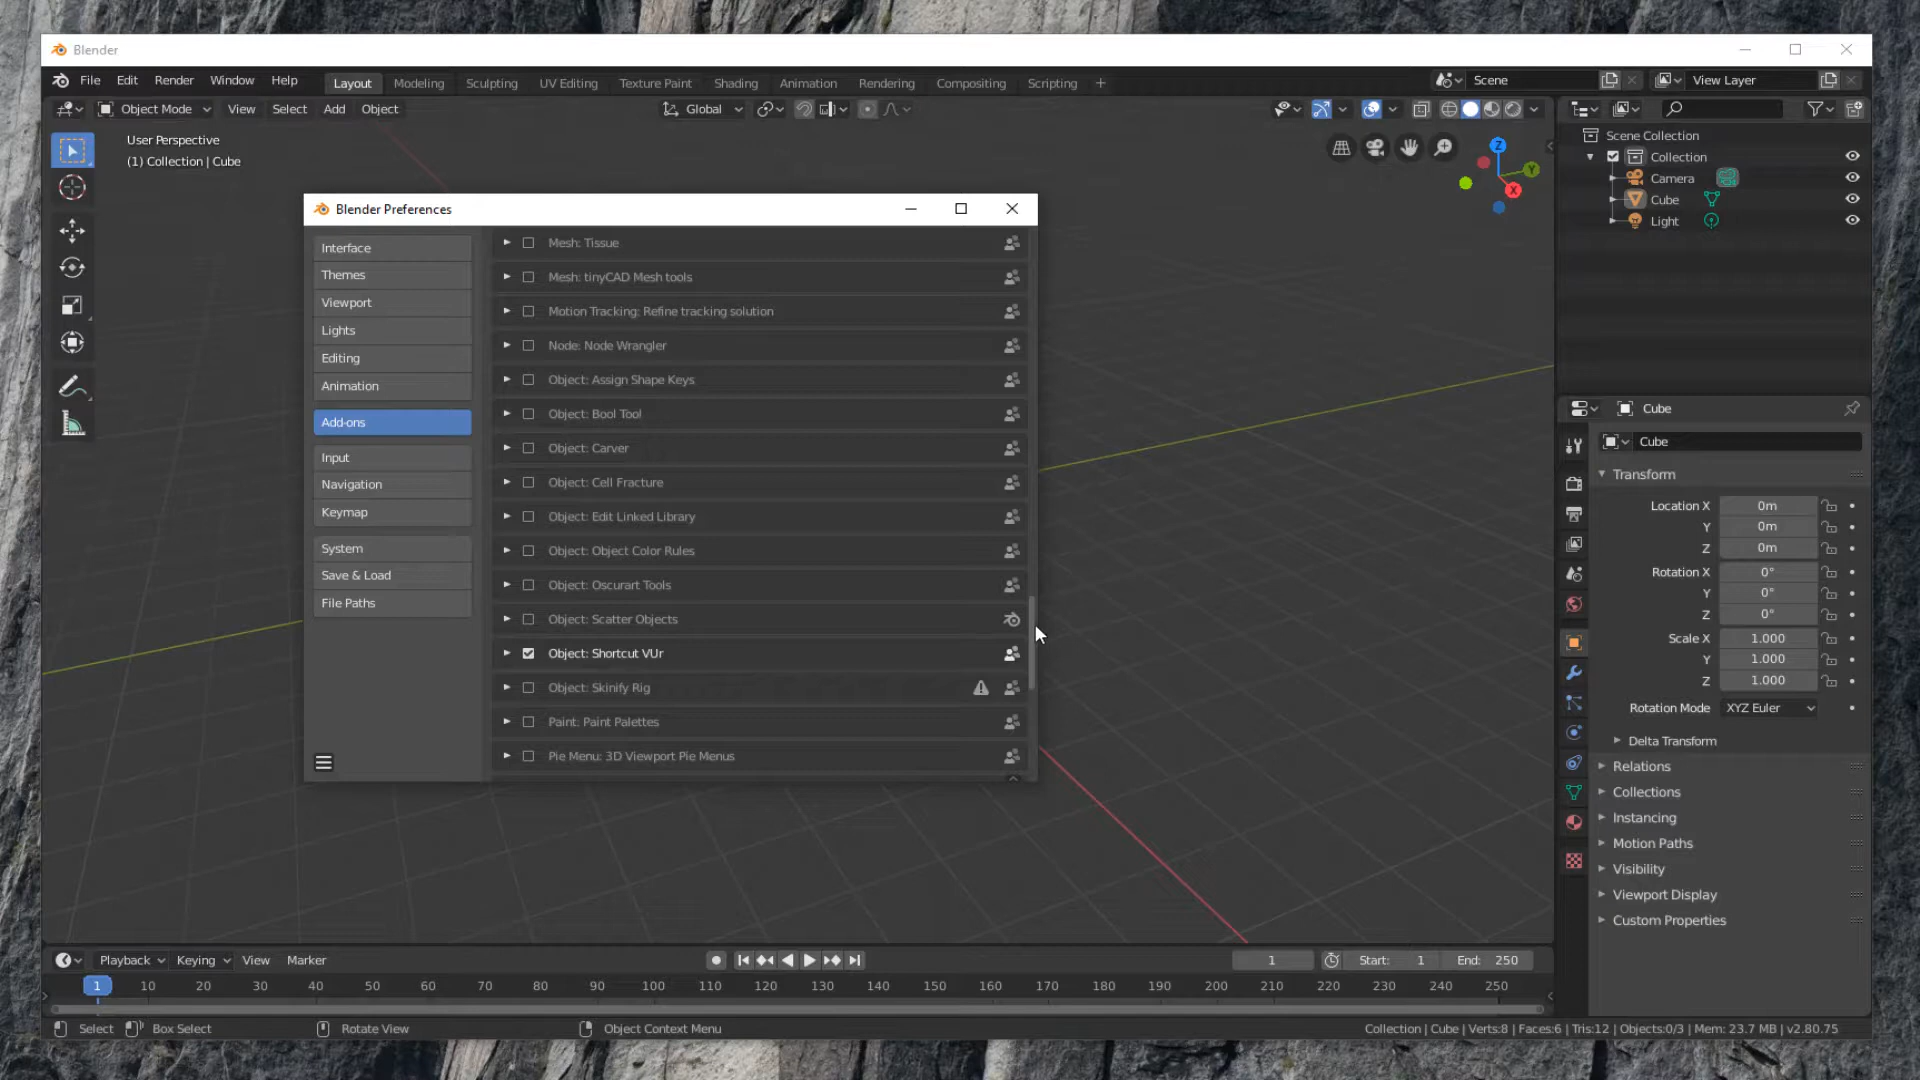 Blender
File Edit Render Window Help Layout Modeling Sculpting UV Editing Texture Paint Shading Animation Rendering Compositing Scripting + Scene View Layer
Object Mode View Select Add Object Global
User Perspective
(1) Collection | Cube
Z
Y
X
Scene Collection
Collection
Camera
Cube
Light
Blender Preferences
Interface
Themes
Viewport
Lights
Editing
Animation
Add-ons
Input
Navigation
Keymap
System
Save & Load
File Paths
Mesh: Tissue
Mesh: tinyCAD Mesh tools
Motion Tracking: Refine tracking solution
Node: Node Wrangler
Object: Assign Shape Keys
Object: Bool Tool
Object: Carver
Object: Cell Fracture
Object: Edit Linked Library
Object: Object Color Rules
Object: Oscurart Tools
Object: Scatter Objects
Object: Shortcut VUr
Object: Skinify Rig
Paint: Paint Palettes
Pie Menu: 3D Viewport Pie Menus
Cube
Cube
Transform
Location X 0m
Y 0m
Z 0m
Rotation X 0°
Y 0°
Z 0°
Scale X 1.000
Y 1.000
Z 1.000
Rotation Mode XYZ Euler
Delta Transform
Relations
Collections
Instancing
Motion Paths
Visibility
Viewport Display
Custom Properties
Playback Keying View Marker 1 Start: 1 End: 250
1 10 20 30 40 50 60 70 80 90 100 110 120 130 140 150 160 170 180 190 200 210 220 230 240 250
Select Box Select Rotate View Object Context Menu Collection | Cube | Verts:8 | Faces:6 | Tris:12 | Objects:0/3 | Mem: 23.7 MB | v2.80.75